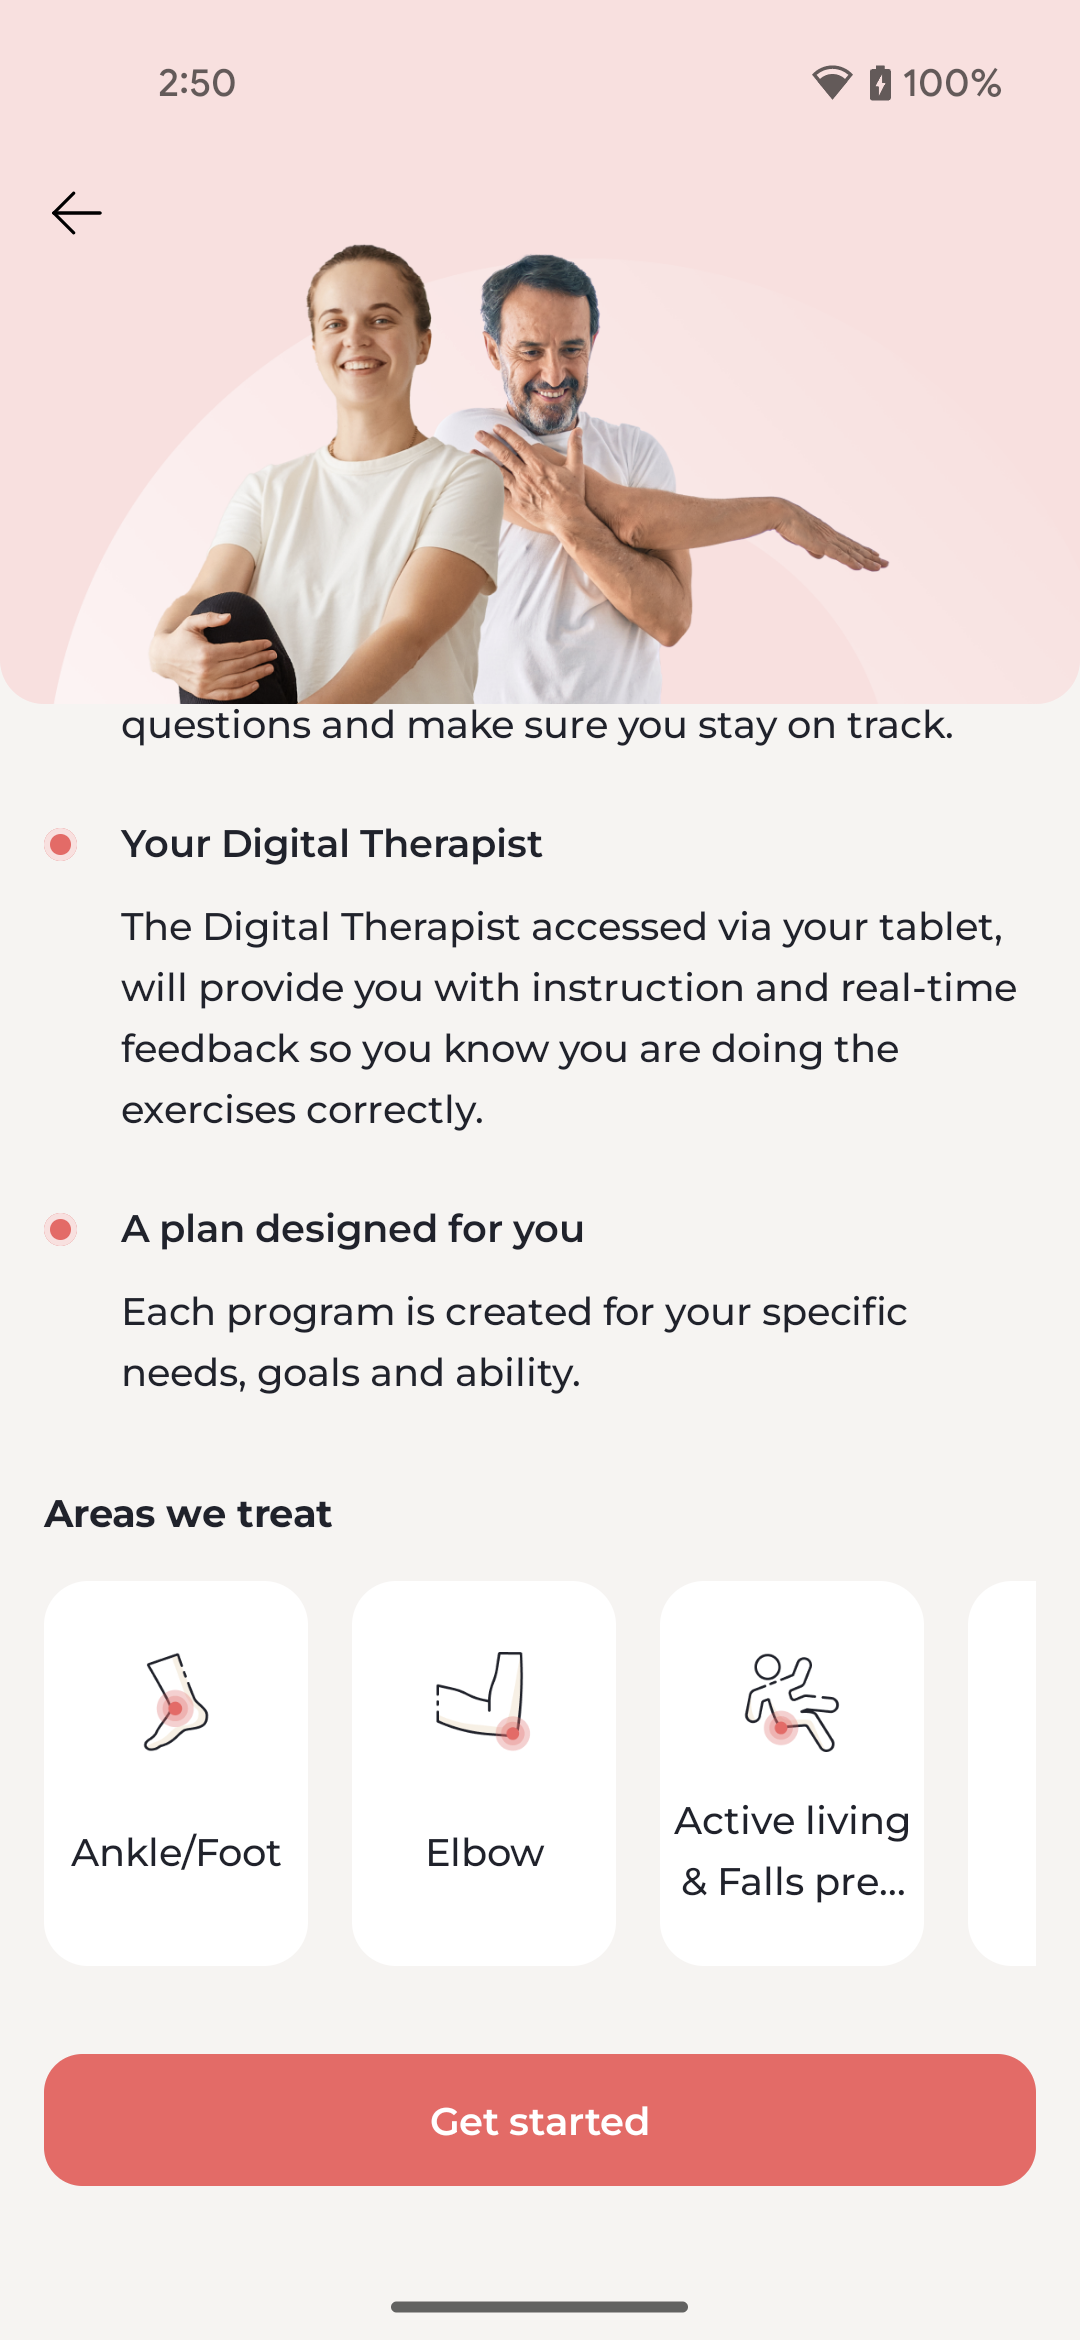 2:50
100%
questions and make sure you stay on track.
Your Digital Therapist
The Digital Therapist accessed via your tablet,
will provide you with instruction and real-time
feedback so you know you are doing the
exercises correctly.
A plan designed for you
Each program is created for your specific
needs, goals and ability.
Areas we treat
Ankle/Foot
Elbow
Active living
& Falls pre...
Get started